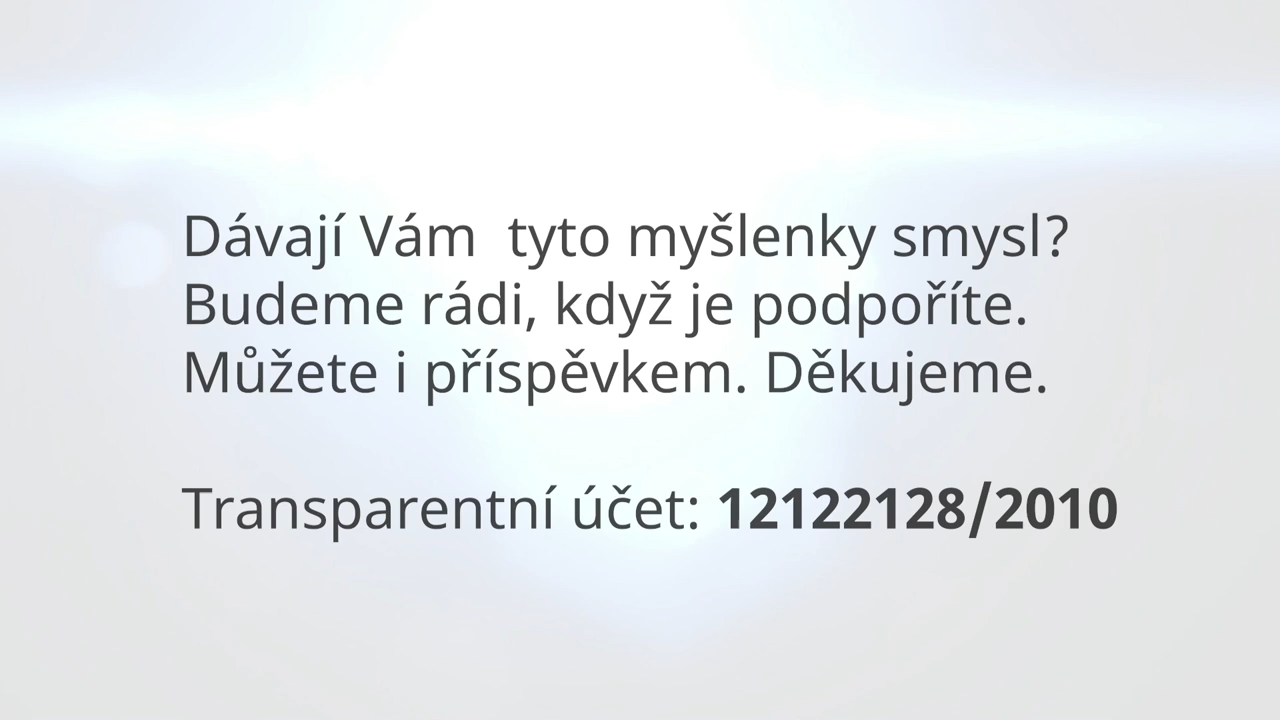 Dávají Vám  tyto myšlenky smysl?
Budeme rádi, když je podpoříte.
Můžete i příspěvkem. Děkujeme.
Transparentní účet: 12122128/2010